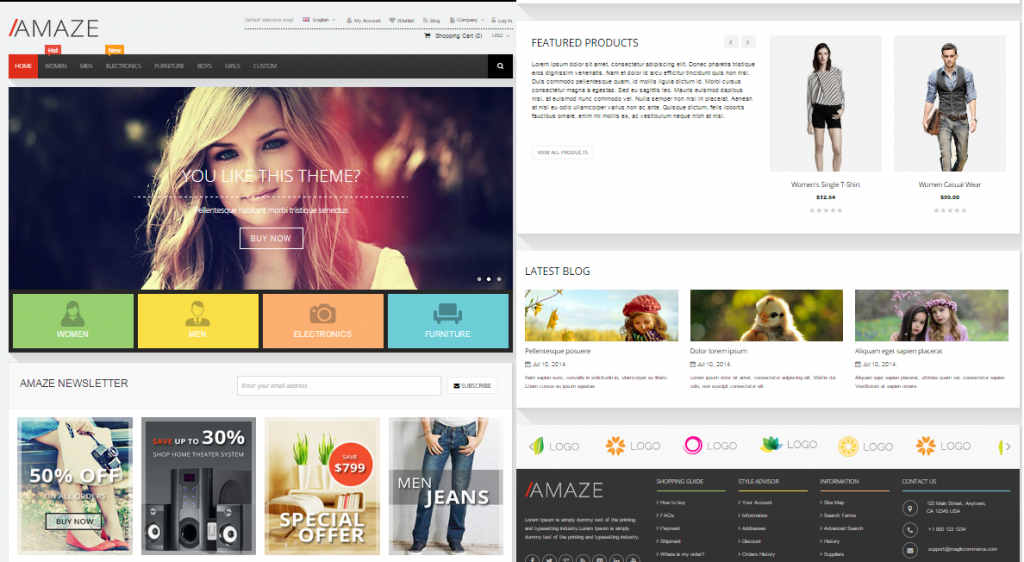 AMAZE
Default welcome msg!
English
My Account
Wishlist
Blog
Company
Log In
Shopping Cart (0)
USD
Hot
New
HOME
WOMEN
MEN
ELECTRONICS
FURNITURE
BOYS
GIRLS
CUSTOM
YOU LIKE THIS THEME?
Pellentesque habitant morbi tristique senectus
BUY NOW
WOMEN
MEN
ELECTRONICS
FURNITURE
AMAZE NEWSLETTER
Enter your email address
SUBSCRIBE
50% OFF
ON ALL ORDERS
BUY NOW
SAVE UP TO 30%
SHOP HOME THEATER SYSTEM
SAVE
$799
SPECIAL
OFFER
MEN
JEANS
FEATURED PRODUCTS
Lorem ipsum dolor sit amet, consectetur adipiscing elit. Donec pharetra tristique
eros dignissim venenatis. Nam et dolor id arcu efficitur tincidunt quis non nisl.
Duis commodo pellentesque quam, id mollis ligula dictum id. Morbi cursus
consectetur magna a egestas. Sed eu sagittis leo. Mauris euismod dapibus
nisl, at euismod nunc commodo vel. Nulla semper non nisi in placerat. Aenean
at nisl eu odio ullamcorper varius non ac ante. Quisque dictum, felis lobortis
faucibus ornare, enim mi mollis ex, ac vestibulum neque nibh at nisl.
VIEW ALL PRODUCTS
Women's Single T-Shirt
$12.54
Women Casual Wear
$99.00
LATEST BLOG
Pellentesque posuere
Jul 10, 2014.
Nam sapien nunc, convallis in sollicitudin in, ullamcorper eu libero.
Etiam cursus eu ipsum egestas
Dolor lorem ipsum
Jul 10, 2014.
Lorem ipsum dolor sit amet, consectetur adipiscing elit. Mattis dui
odio, non suscipit consectetur elit
Aliquam eget sapien placerat
Jul 10, 2014.
Aliquam eget sapien placerat, ultricies quam vel, consectetur sapien.
Vestibulum at sapien ornare
LOGO
LOGO
LOGO
LOGO
LOGO
LOGO
AMAZE
Lorem Ipsum is simply dummy text of the printing
and typesetting industry. Lorem Ipsum is simply
dummy text of the printing and typesetting industry.
SHOPPING GUIDE
How to buy
FAQs
Payment
Shipment
Where is my order?
STYLE ADVISOR
Your Account
Information
Addresses
Discount
Orders History
INFORMATION
Site Map
Search Terms
Advanced Search
History
Suppliers
CONTACT US
123 Main Street, Anytown,
CA 12345 USA
+1 800 123 1234
support@magikcommerce.com